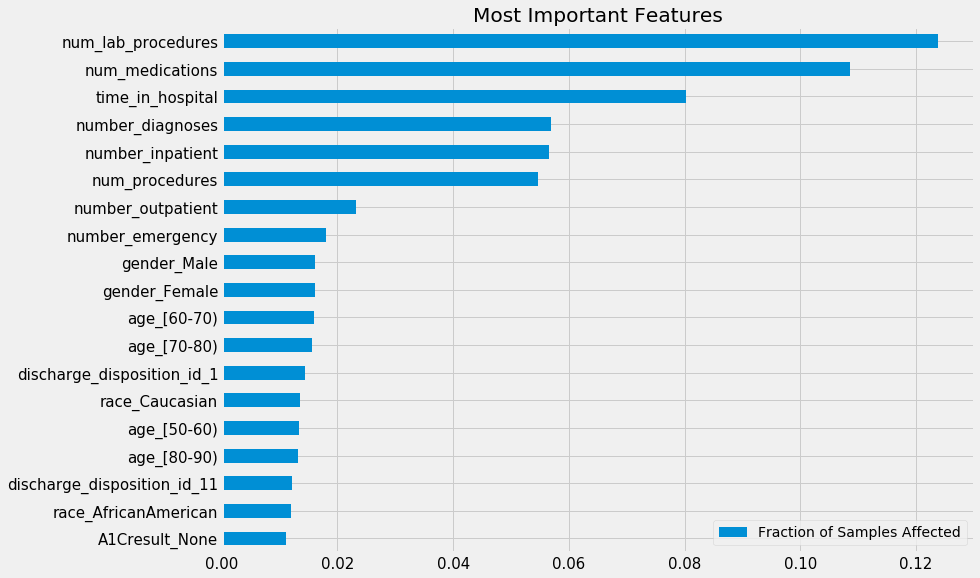 Most Important Features
num_lab_procedures
num_medications
time_in_hospital
number_diagnoses
number_inpatient
num_procedures
number_outpatient
number_emergency
gender_Male
gender_Female
age_[60-70)
age_[70-80)
discharge_disposition_id_1
race_Caucasian
age_[50-60)
age_[80-90)
discharge_disposition_id_11
race_AfricanAmerican
A1Cresult_None
Fraction of Samples Affected
0.00 0.02 0.04 0.06 0.08 0.10 0.12